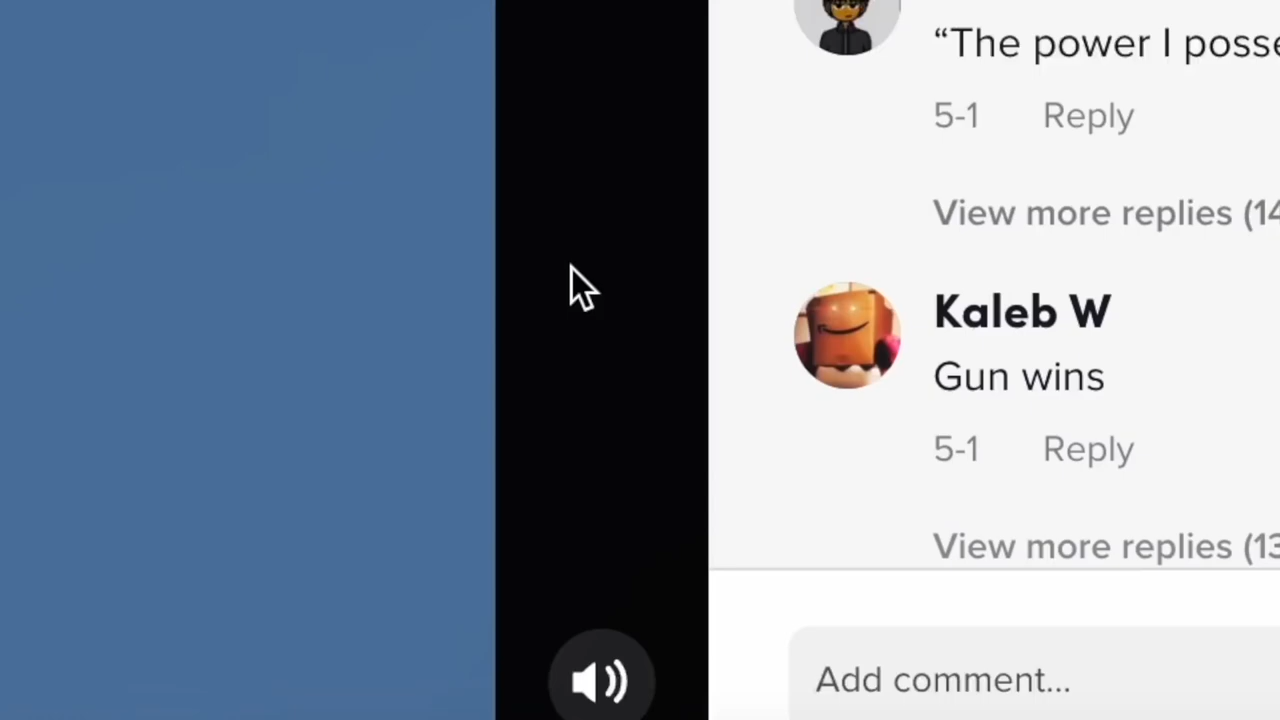 “The power I posse
5-1 Reply
View more replies (14
Kaleb W
Gun wins
5-1 Reply
View more replies (13
Add comment...